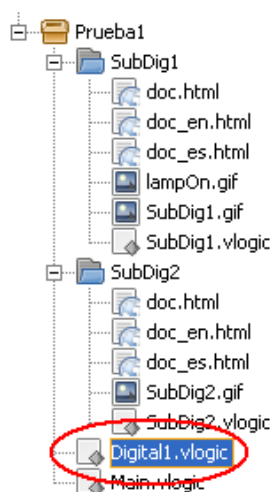 Prueba1
SubDig1
doc.html
doc_en.html
doc_es.html
lampOn.gif
SubDig1.gif
SubDig1.vlogic
SubDig2
doc.html
doc_en.html
doc_es.html
SubDig2.gif
SubDig2.vlogic
Digital1.vlogic
Main.vlogic